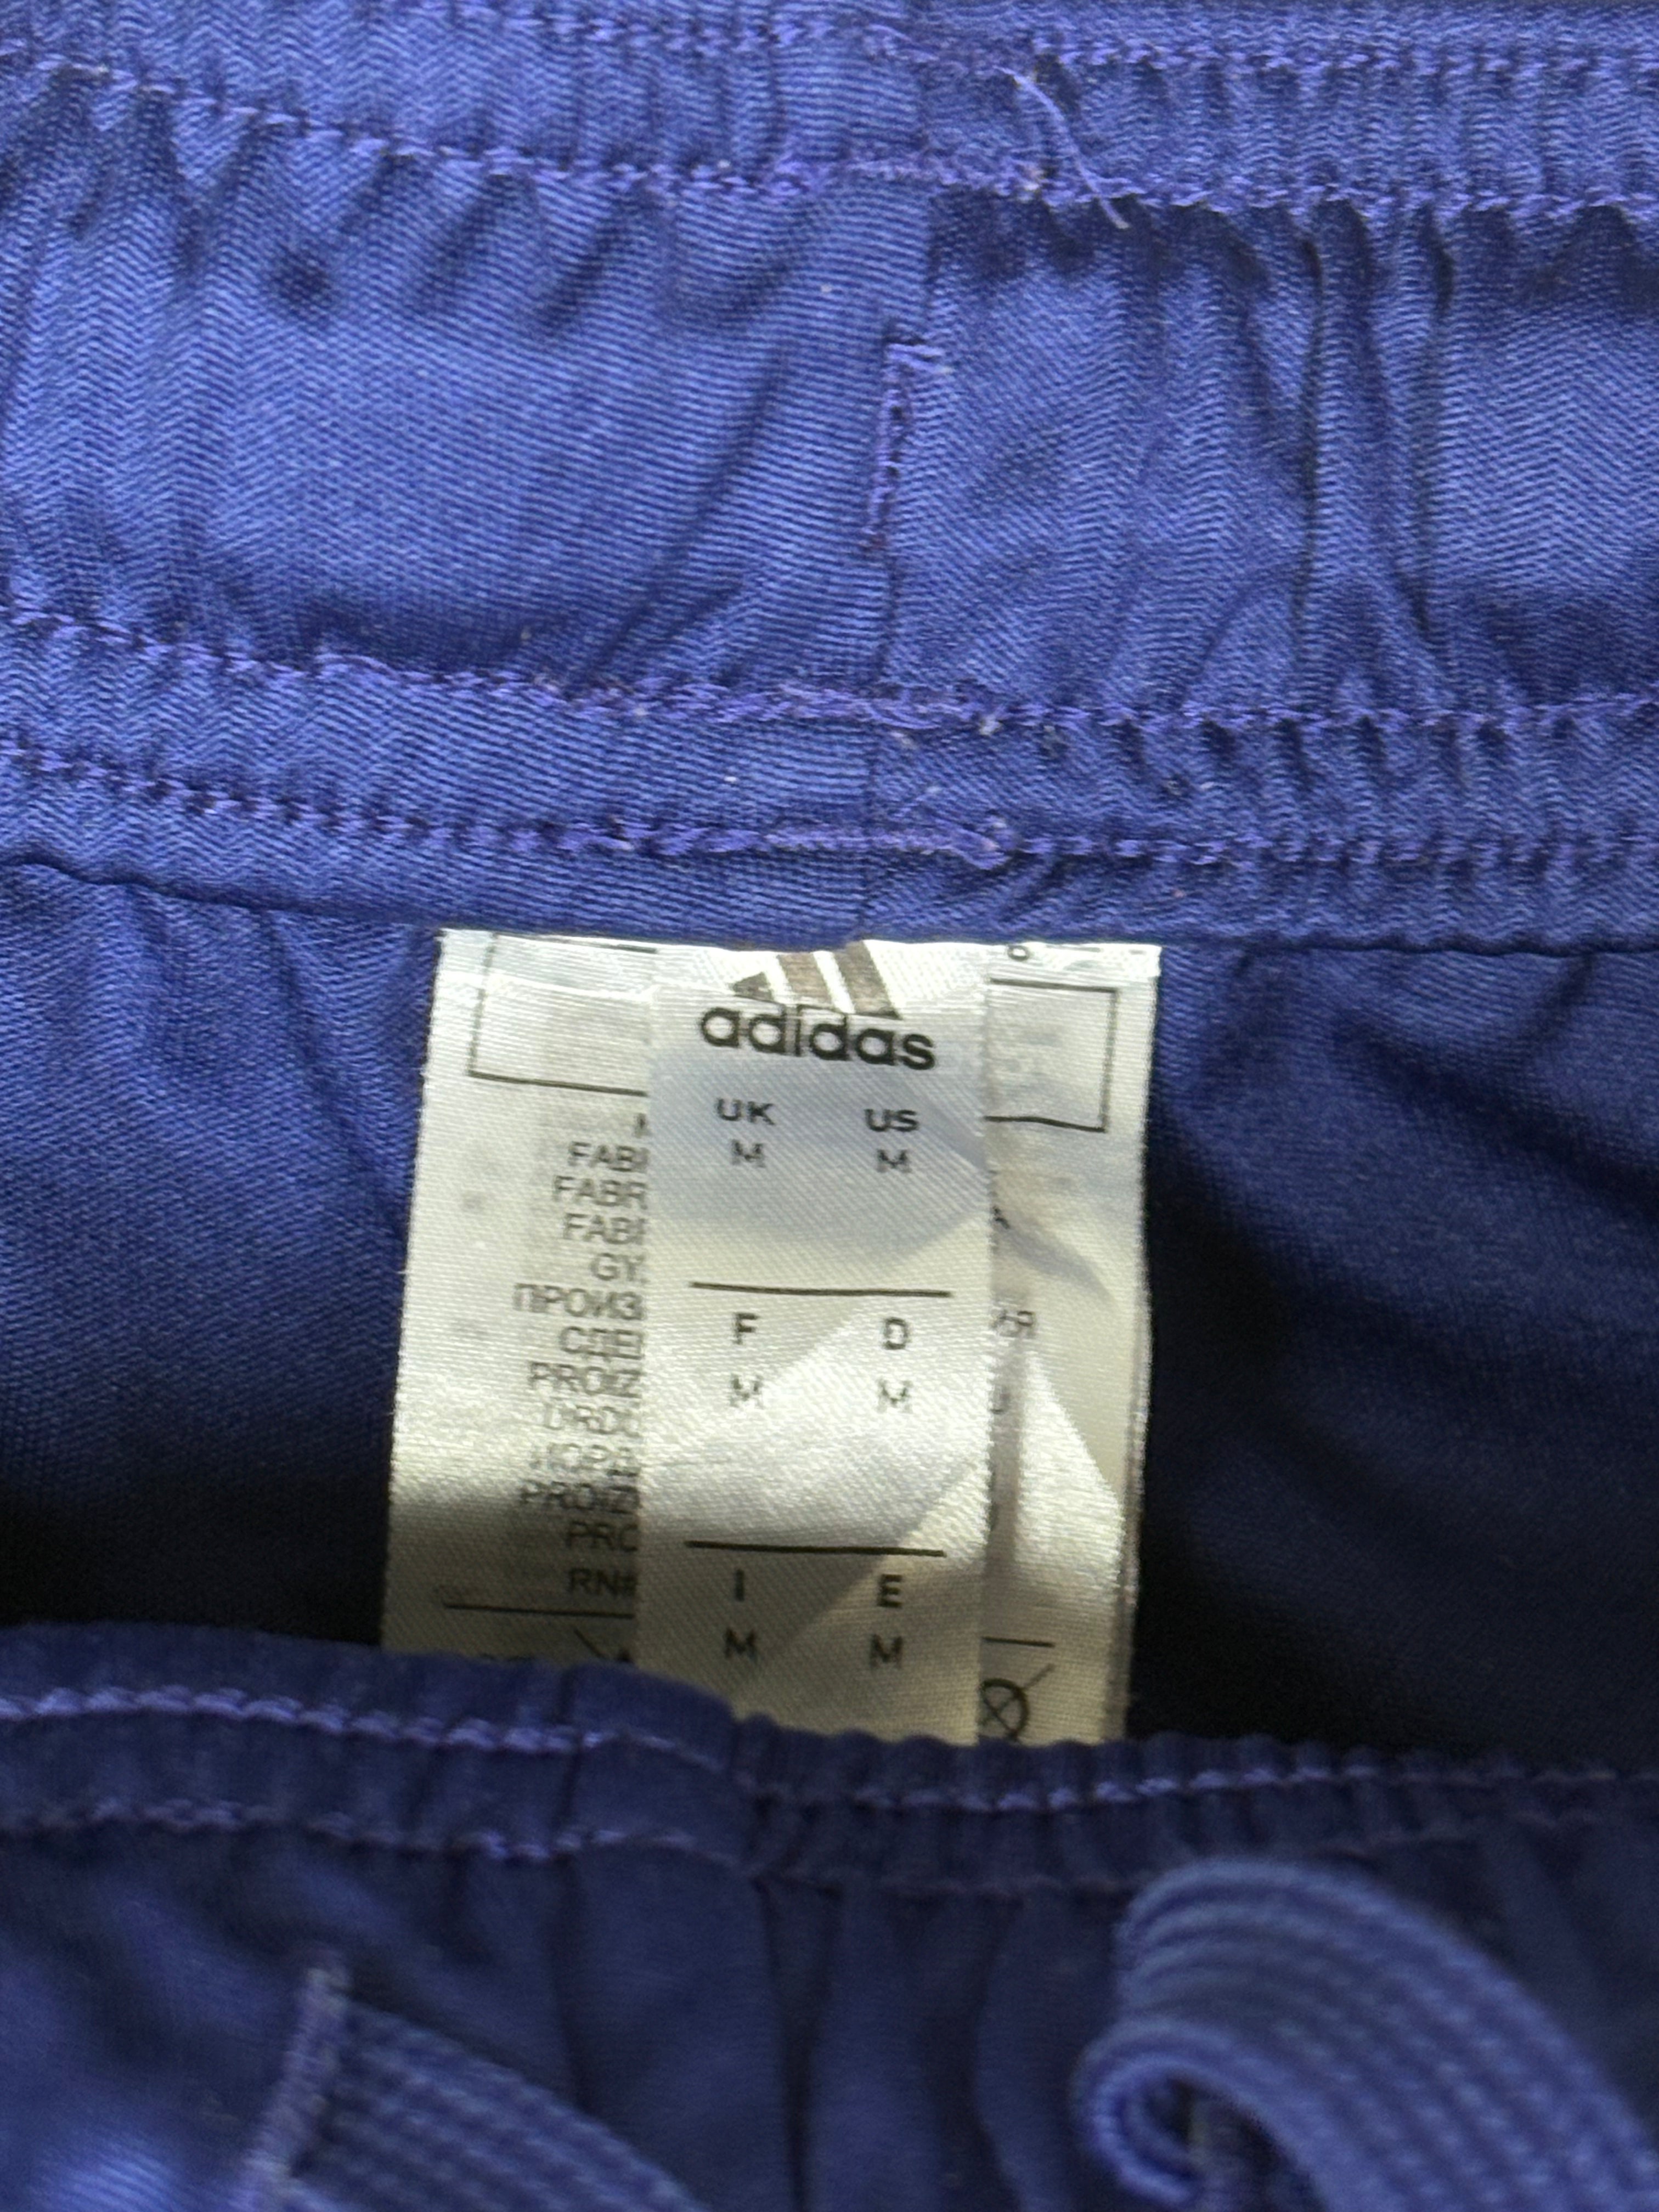 adidas
UK US
M M
F D
M M
I E
M M
FABI
FABR
FABI
GY
ПРОИЗ
СДЕ
PROIZ
PROIZ
PRO
RN#